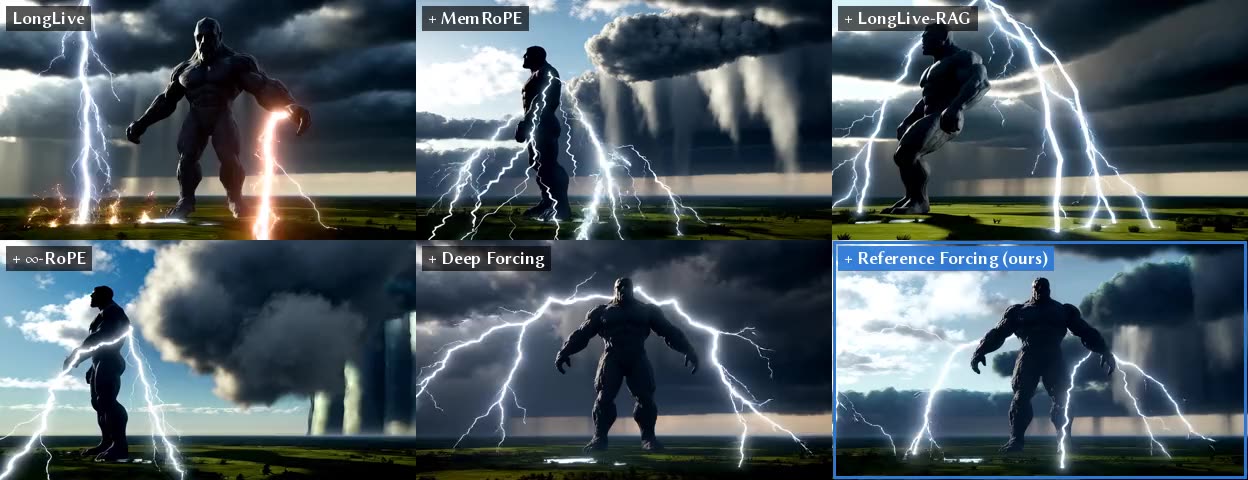 LongLive
+ MemRoPE
+ LongLive-RAG
+ ∞-RoPE
+ Deep Forcing
+ Reference Forcing (ours)